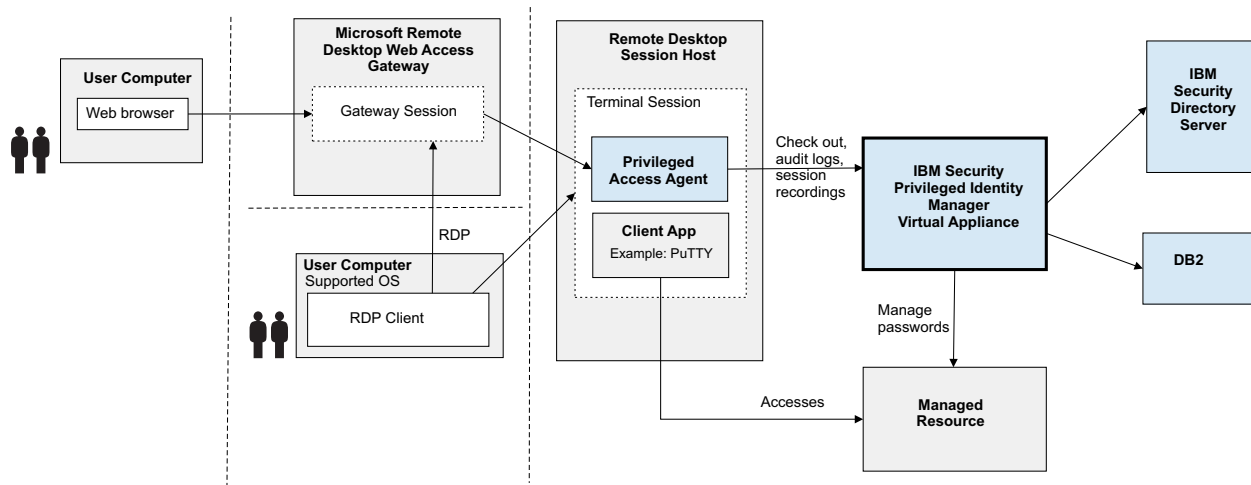 User Computer
Web browser
Microsoft Remote
Desktop Web Access
Gateway
Gateway Session
RDP
User Computer
Supported OS
RDP Client
Remote Desktop
Session Host
Terminal Session
Privileged
Access Agent
Client App
Example: PuTTY
Check out,
audit logs,
session
recordings
Accesses
IBM Security
Privileged Identity
Manager
Virtual Appliance
Manage
passwords
Managed
Resource
IBM
Security
Directory
Server
DB2